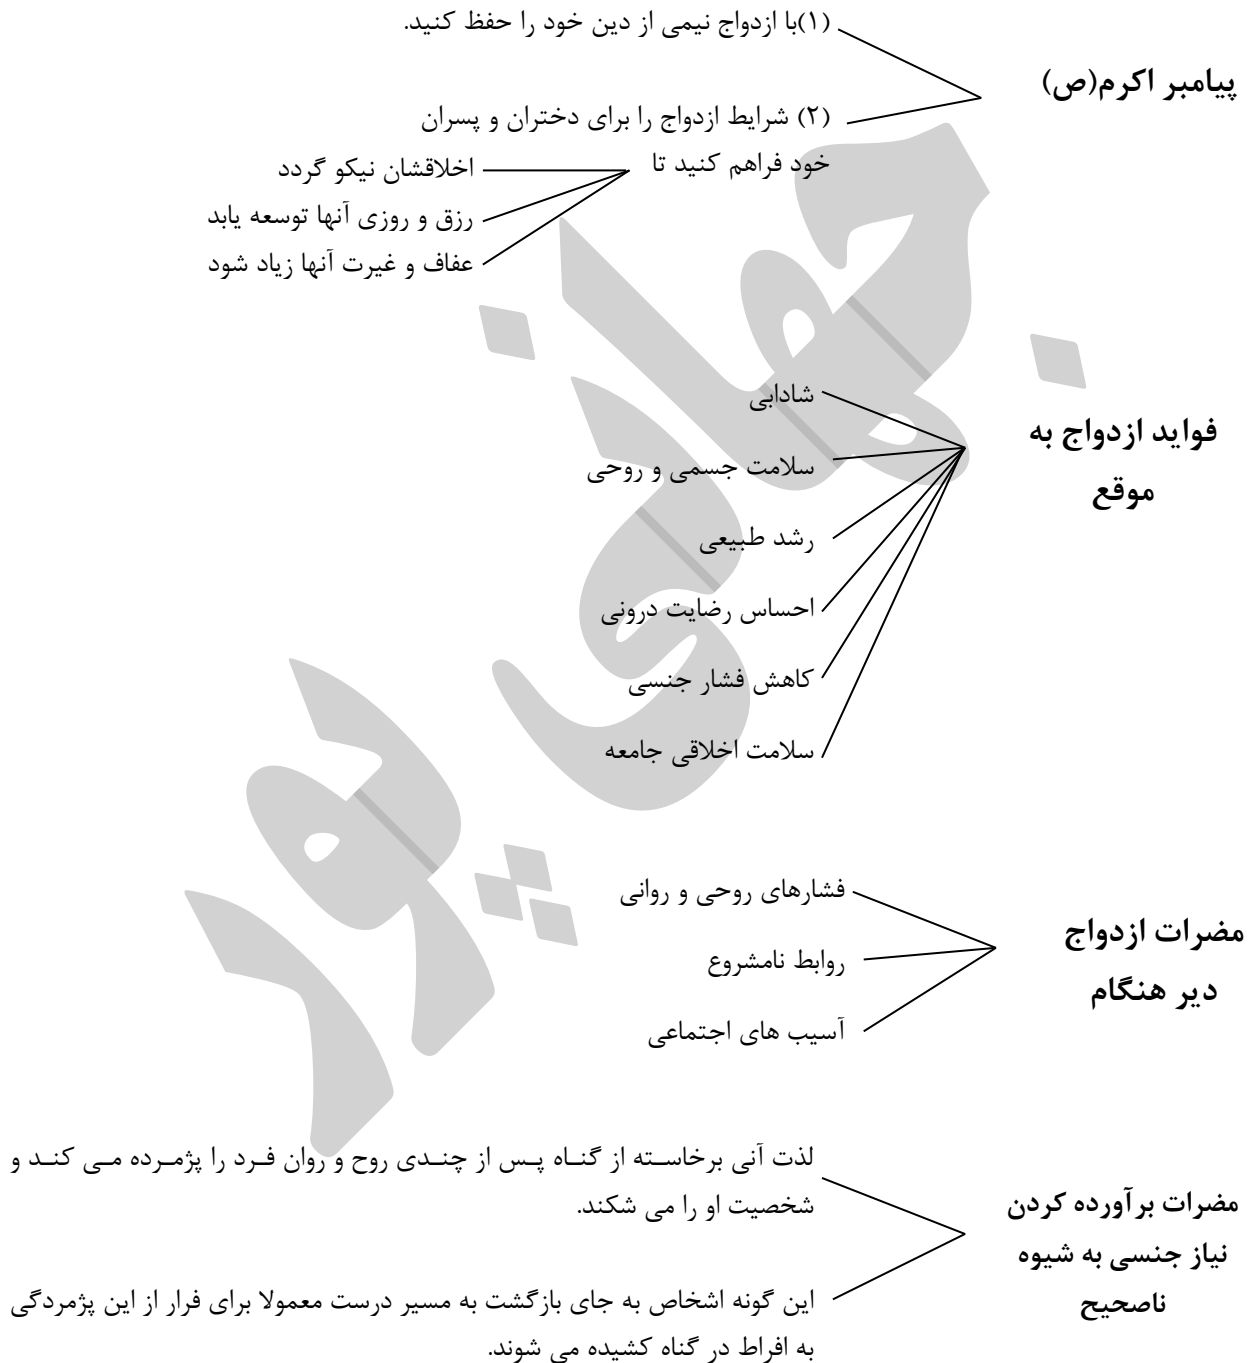 (۱)با ازدواج نیمی از دین خود را حفظ کنید.
پیامبر اکرم(ص)
(۲) شرایط ازدواج را برای دختران و پسران
خود فراهم کنید تا
اخلاقشان نیکو گردد
رزق و روزی آنها توسعه یابد
عفاف و غیرت آنها زیاد شود
فواید ازدواج به
موقع
شادابی
سلامت جسمی و روحی
رشد طبیعی
احساس رضایت درونی
کاهش فشار جنسی
سلامت اخلاقی جامعه
مضرات ازدواج
دیر هنگام
فشارهای روحی و روانی
روابط نامشروع
آسیب های اجتماعی
مضرات برآورده کردن
نیاز جنسی به شیوه
ناصحیح
لذت آنی برخاسته از گناه پس از چندی روح و روان فرد را پژمرده می کند و
شخصیت او را می شکند.
این گونه اشخاص به جای بازگشت به مسیر درست معمولا برای فرار از این پژمردگی
به افراط در گناه کشیده می شوند.
جهانی پور